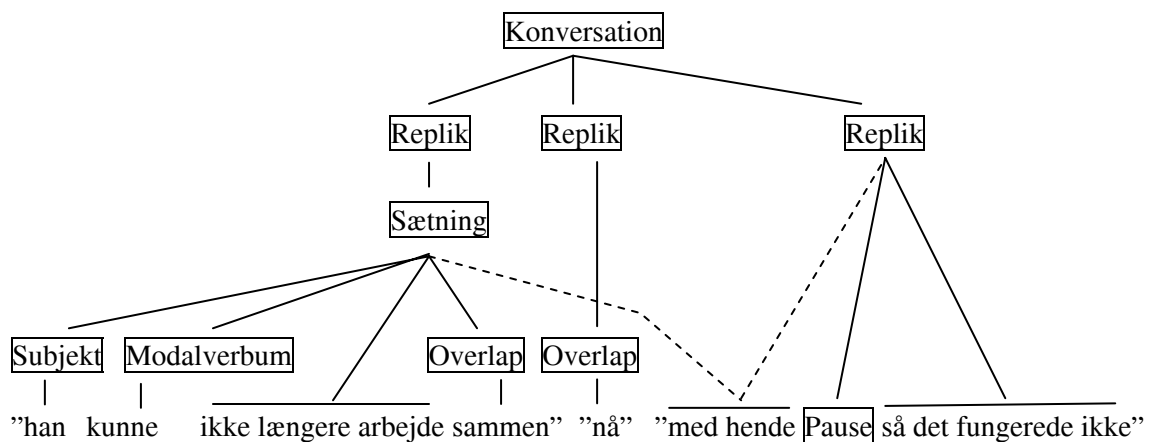 Konversation
Replik Replik Replik
Sætning
Subjekt Modalverbum Overlap Overlap
”han kunne ikke længere arbejde sammen” ”nå” ”med hende Pause så det fungerede ikke”